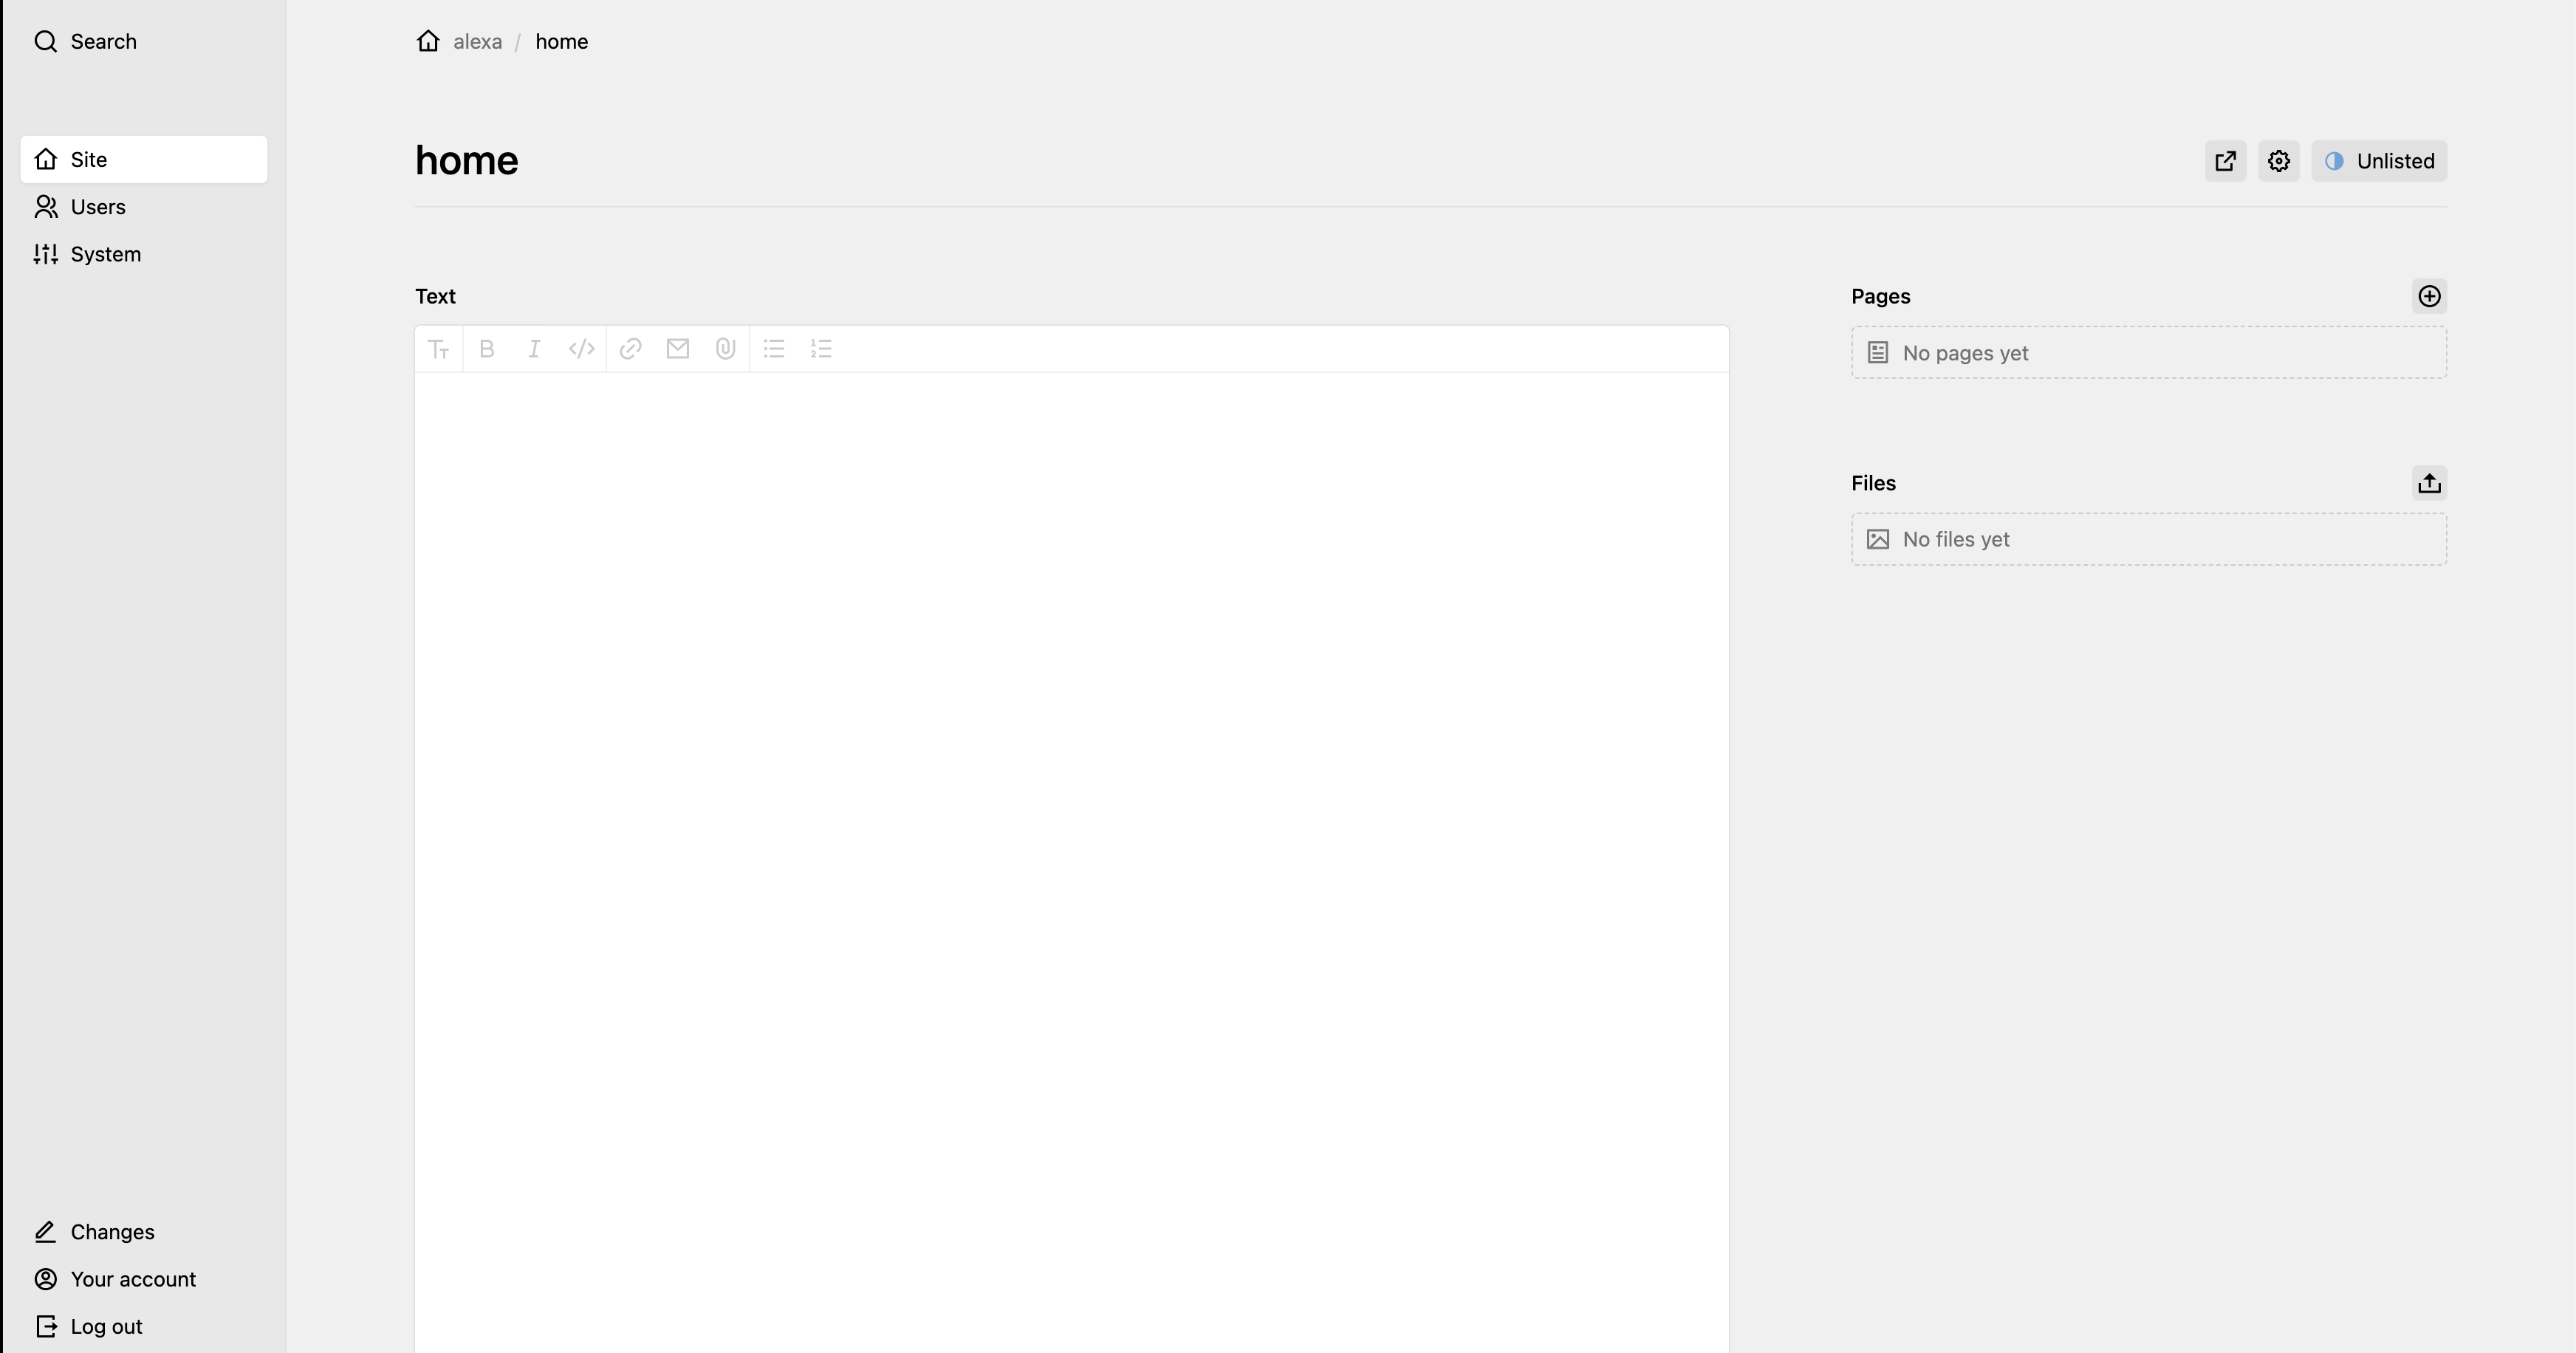 Search
alexa / home
home
Unlisted
Site
Users
System
Text
Pages
No pages yet
Files
No files yet
Changes
Your account
Log out